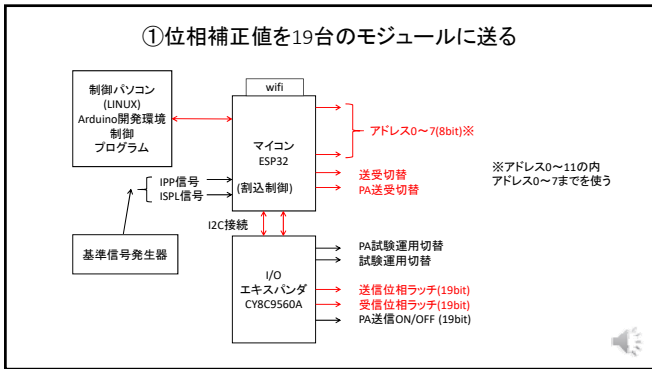 ①位相補正値を19台のモジュールに送る
制御パソコン
(LINUX)
Arduino開発環境
制御
プログラム
wifi
マイコン
ESP32
(割込制御)
アドレス0～7(8bit)※
送受切替
PA送受切替
※アドレス0～11の内
アドレス0～7までを使う
IPP信号
ISPL信号
基準信号発生器
I2C接続
I/O
エキスパンダ
CY8C9560A
PA試験運用切替
試験運用切替
送信位相ラッチ(19bit)
受信位相ラッチ(19bit)
PA送信ON/OFF (19bit)